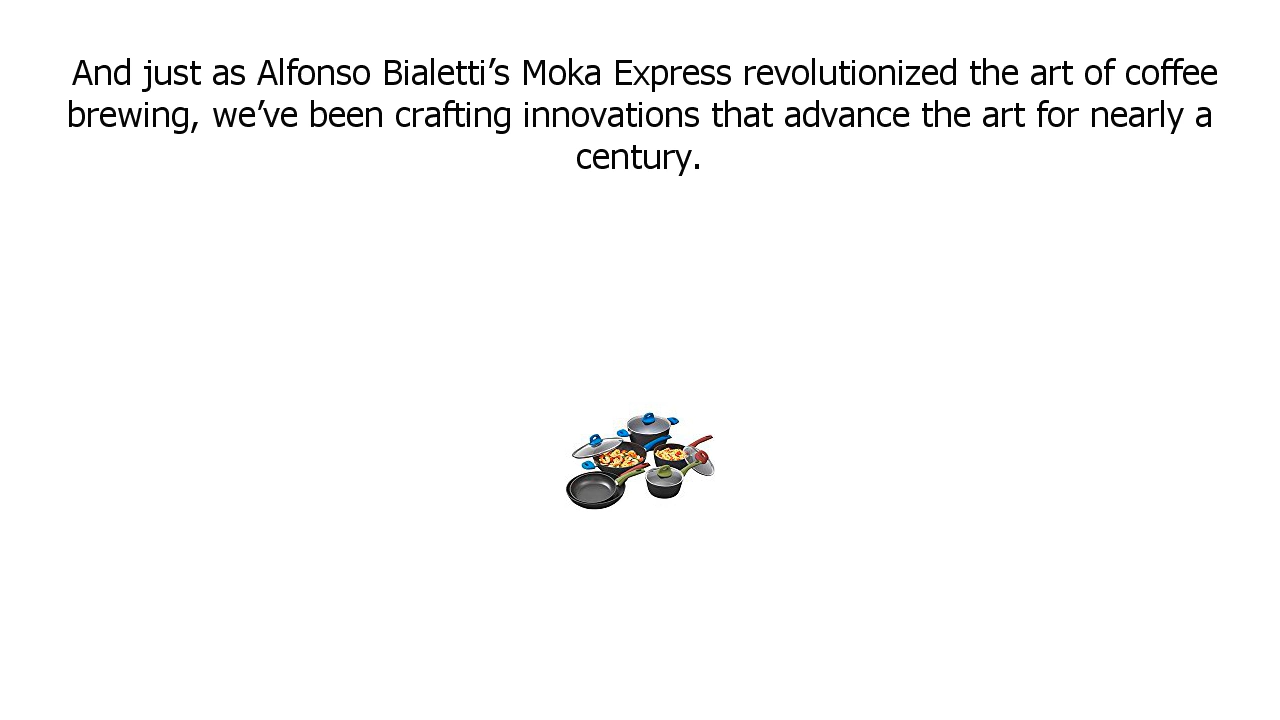 And just as Alfonso Bialetti’s Moka Express revolutionized the art of coffee
brewing, we’ve been crafting innovations that advance the art for nearly a
century.